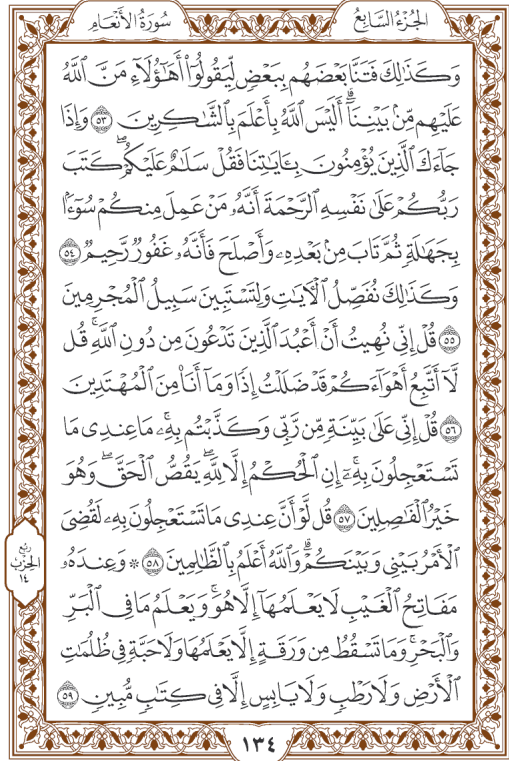 الجزء السابع
سورة الأنعام
وَكَذَٰلِكَ فَتَنَّا بَعْضَهُم بِبَعْضٍ لِّيَقُولُوٓا۟ أَهَـٰٓؤُلَآءِ مَنَّ ٱللَّهُ
عَلَيْهِم مِّنۢ بَيْنِنَآ ۗ أَلَيْسَ ٱللَّهُ بِأَعْلَمَ بِٱلشَّـٰكِرِينَ ٥٣ وَإِذَا
جَآءَكَ ٱلَّذِينَ يُؤْمِنُونَ بِـَٔايَـٰتِنَا فَقُلْ سَلَـٰمٌ عَلَيْكُمْ ۖ كَتَبَ
رَبُّكُمْ عَلَىٰ نَفْسِهِ ٱلرَّحْمَةَ أَنَّهُۥ مَنْ عَمِلَ مِنكُمْ سُوٓءًۢا
بِجَهَـٰلَةٍ ثُمَّ تَابَ مِنۢ بَعْدِهِۦ وَأَصْلَحَ فَأَنَّهُۥ غَفُورٌ رَّحِيمٌ ٥٤
وَكَذَٰلِكَ نُفَصِّلُ ٱلْـَٔايَـٰتِ وَلِتَسْتَبِينَ سَبِيلُ ٱلْمُجْرِمِينَ
٥٥ قُلْ إِنِّى نُهِيتُ أَنْ أَعْبُدَ ٱلَّذِينَ تَدْعُونَ مِن دُونِ ٱللَّهِ ۚ قُل
لَّآ أَتَّبِعُ أَهْوَآءَكُمْ ۙ قَدْ ضَلَلْتُ إِذًا وَمَآ أَنَا۠ مِنَ ٱلْمُهْتَدِينَ
٥٦ قُلْ إِنِّى عَلَىٰ بَيِّنَةٍ مِّن رَّبِّى وَكَذَّبْتُم بِهِۦ ۚ مَا عِندِى مَا
تَسْتَعْجِلُونَ بِهِۦٓ ۚ إِنِ ٱلْحُكْمُ إِلَّا لِلَّهِ ۖ يَقُصُّ ٱلْحَقَّ ۖ وَهُوَ
خَيْرُ ٱلْفَـٰصِلِينَ ٥٧ قُل لَّوْ أَنَّ عِندِى مَا تَسْتَعْجِلُونَ بِهِۦ لَقُضِىَ
ٱلْأَمْرُ بَيْنِى وَبَيْنَكُمْ ۗ وَٱللَّهُ أَعْلَمُ بِٱلظَّـٰلِمِينَ ٥٨ ۞ وَعِندَهُۥ
مَفَاتِحُ ٱلْغَيْبِ لَا يَعْلَمُهَآ إِلَّا هُوَ ۚ وَيَعْلَمُ مَا فِى ٱلْبَرِّ
وَٱلْبَحْرِ ۚ وَمَا تَسْقُطُ مِن وَرَقَةٍ إِلَّا يَعْلَمُهَا وَلَا حَبَّةٍ فِى ظُلُمَـٰتِ
ٱلْأَرْضِ وَلَا رَطْبٍ وَلَا يَابِسٍ إِلَّا فِى كِتَـٰبٍ مُّبِينٍ ٥٩
ربع
الحزب
١٤
١٣٤